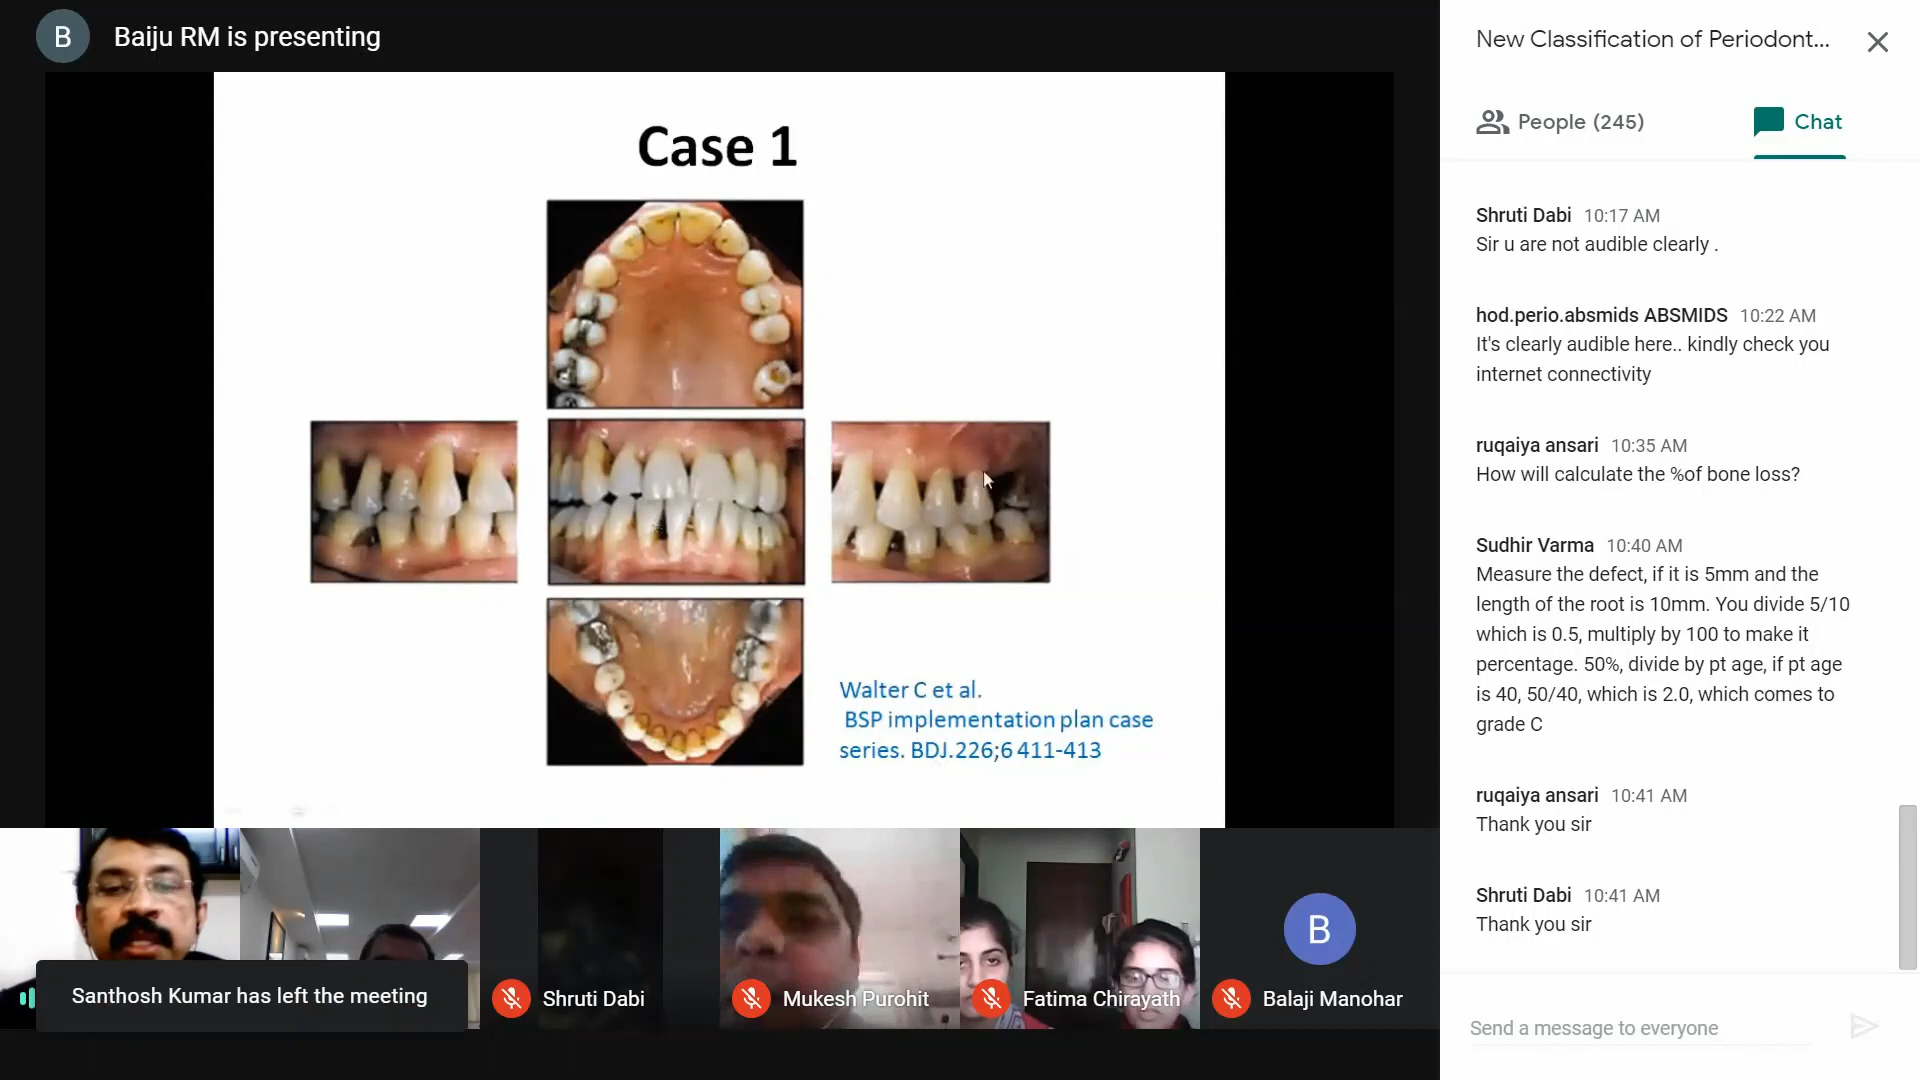 B
Baiju RM is presenting
Case 1
Walter C et al.
BSP implementation plan case
series. BDJ.226;6 411-413
Santhosh Kumar has left the meeting
Shruti Dabi
Mukesh Purohit
Fatima Chirayath
B
Balaji Manohar
New Classification of Periodont...
People (245)
Chat
Shruti Dabi 10:17 AM
Sir u are not audible clearly .
hod.perio.absmids ABSMIDS 10:22 AM
It's clearly audible here.. kindly check you
internet connectivity
ruqaiya ansari 10:35 AM
How will calculate the %of bone loss?
Sudhir Varma 10:40 AM
Measure the defect, if it is 5mm and the
length of the root is 10mm. You divide 5/10
which is 0.5, multiply by 100 to make it
percentage. 50%, divide by pt age, if pt age
is 40, 50/40, which is 2.0, which comes to
grade C
ruqaiya ansari 10:41 AM
Thank you sir
Shruti Dabi 10:41 AM
Thank you sir
Send a message to everyone